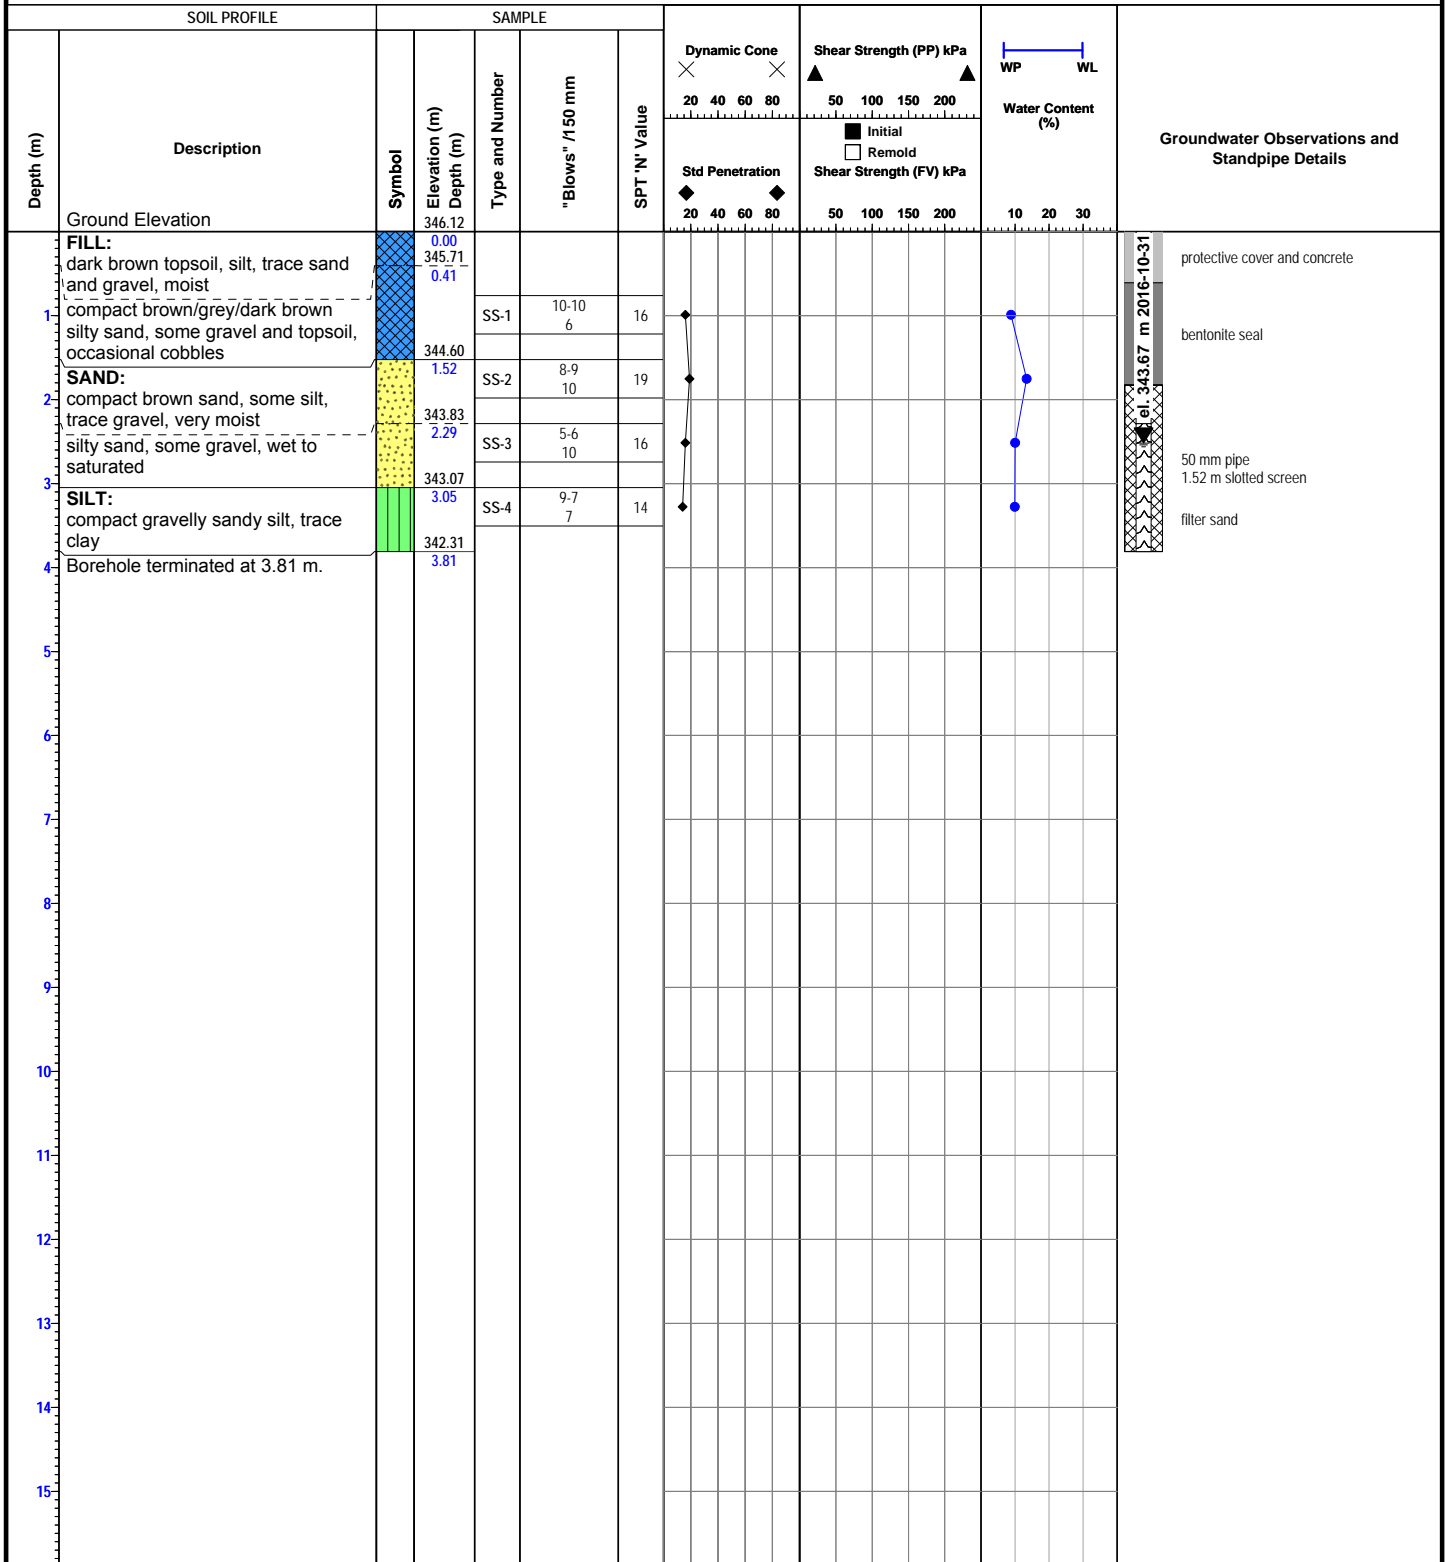 SOIL PROFILE
SAMPLE
Depth (m)
Description
Symbol
Elevation (m)
Depth (m)
Type and Number
"Blows" /150 mm
SPT 'N' Value
Dynamic Cone
20 40 60 80
Std Penetration
20 40 60 80
Shear Strength (PP) kPa
50 100 150 200
Initial
Remold
Shear Strength (FV) kPa
50 100 150 200
WP WL
Water Content
(%)
10 20 30
Groundwater Observations and
Standpipe Details
Ground Elevation
346.12
FILL:
0.00
dark brown topsoil, silt, trace sand
345.71
and gravel, moist
0.41
compact brown/grey/dark brown
silty sand, some gravel and topsoil,
occasional cobbles
344.60
SAND:
1.52
compact brown sand, some silt,
trace gravel, very moist
343.83
2.29
silty sand, some gravel, wet to
saturated
343.07
SILT:
3.05
compact gravelly sandy silt, trace
clay
342.31
Borehole terminated at 3.81 m.
3.81
SS-1
10-10
6
16
SS-2
8-9
10
19
SS-3
5-6
10
16
SS-4
9-7
7
14
el. 343.67 m 2016-10-31
protective cover and concrete
bentonite seal
50 mm pipe
1.52 m slotted screen
filter sand
1
2
3
4
5
6
7
8
9
10
11
12
13
14
15